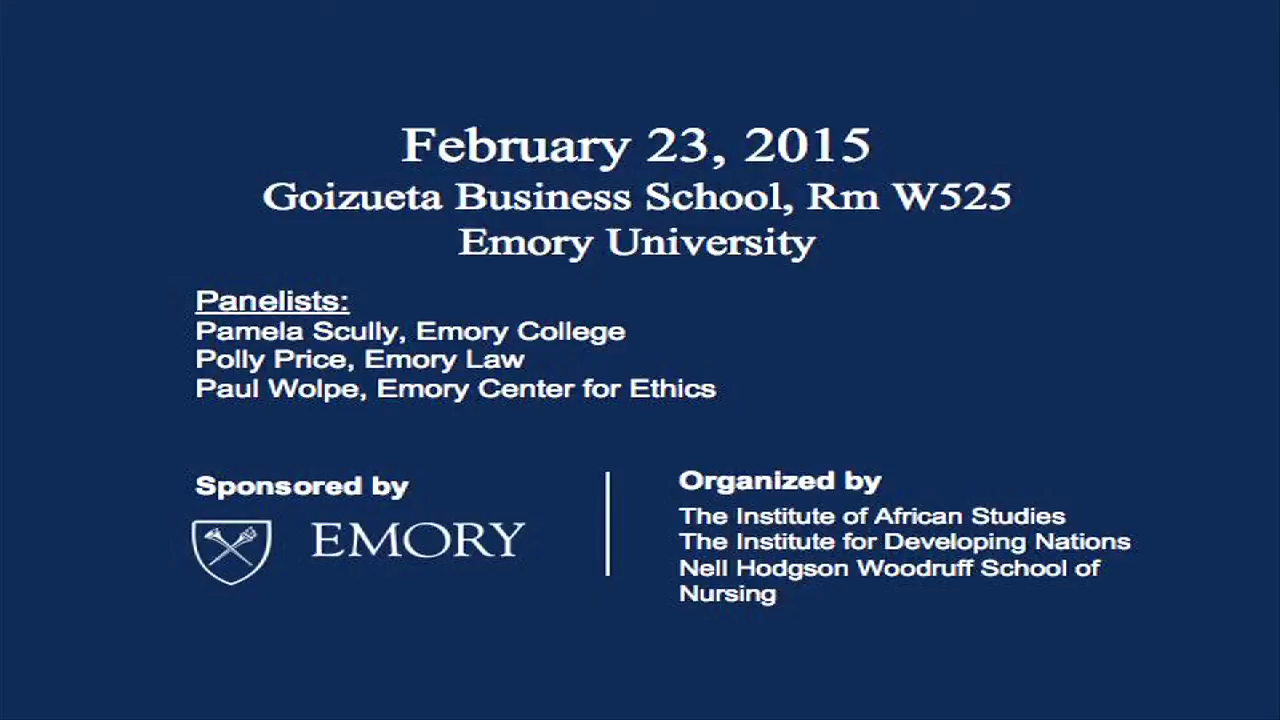 February 23, 2015
Goizueta Business School, Rm W525
Emory University
Panelists:
Pamela Scully, Emory College
Polly Price, Emory Law
Paul Wolpe, Emory Center for Ethics
Sponsored by
EMORY
Organized by
The Institute of African Studies
The Institute for Developing Nations
Nell Hodgson Woodruff School of
Nursing